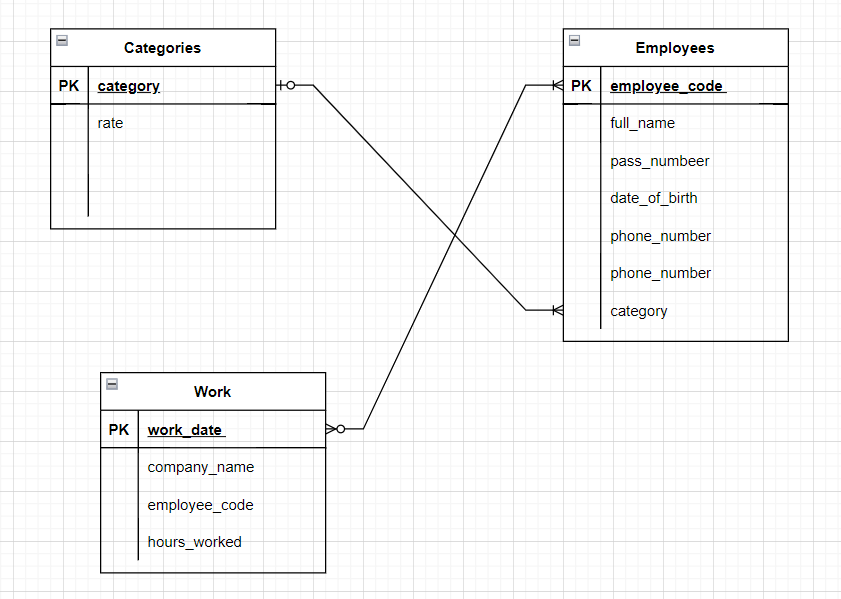 Categories
PK category
rate
Employees
PK employee_code
full_name
pass_numbeer
date_of_birth
phone_number
phone_number
category
Work
PK work_date
company_name
employee_code
hours_worked